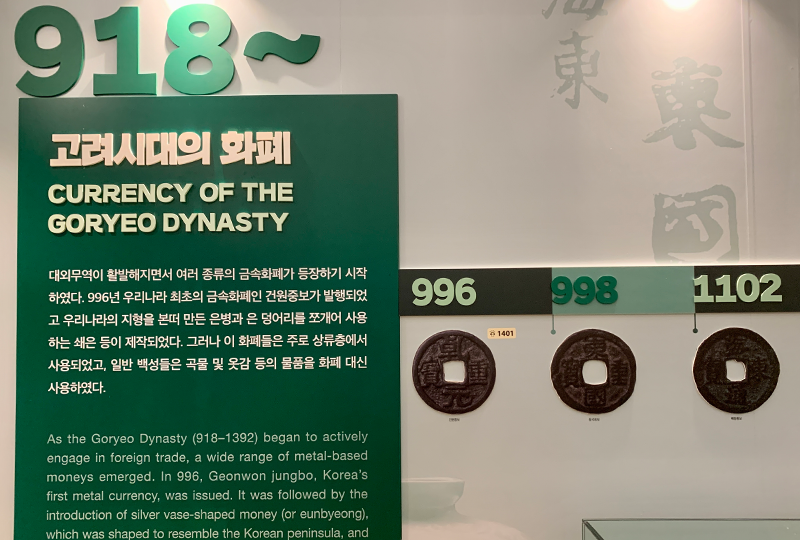 918~
고려시대의 화폐
CURRENCY OF THE
GORYEO DYNASTY
대외무역이 활발해지면서 여러 종류의 금속화폐가 등장하기 시작
하였다. 996년 우리나라 최초의 금속화폐인 건원중보가 발행되었
고 우리나라의 지형을 본떠 만든 은병과 은 덩어리를 쪼개어 사용
하는 쇄은 등이 제작되었다. 그러나 이 화폐들은 주로 상류층에서
사용되었고, 일반 백성들은 곡물 및 옷감 등의 물품을 화폐 대신
사용하였다.
As the Goryeo Dynasty (918–1392) began to actively
engage in foreign trade, a wide range of metal-based
moneys emerged. In 996, Geonwon jungbo, Korea's
first metal currency, was issued. It was followed by the
introduction of silver vase-shaped money (or eunbyeong),
which was shaped to resemble the Korean peninsula, and
海
東
東
國
996
998
1102
1401